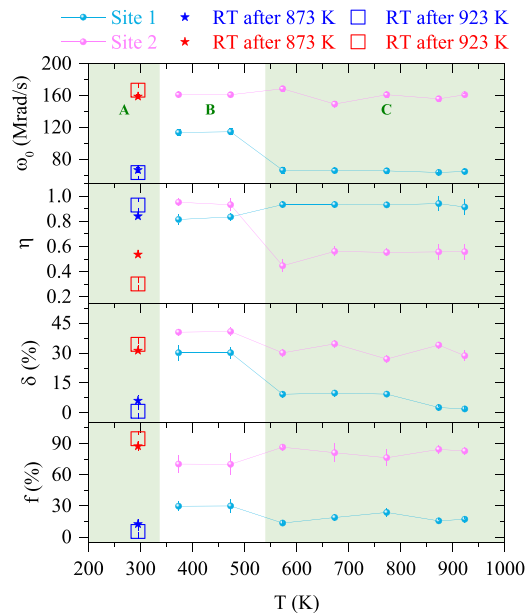 Site 1 RT after 873 K RT after 923 K
Site 2 RT after 873 K RT after 923 K
200
160
120
80
ω₀ (Mrad/s)
A
B
C
1.0
0.8
0.6
0.4
0.2
η
45
30
15
0
δ (%)
90
60
30
0
f (%)
200 300 400 500 600 700 800 900 1000
T (K)